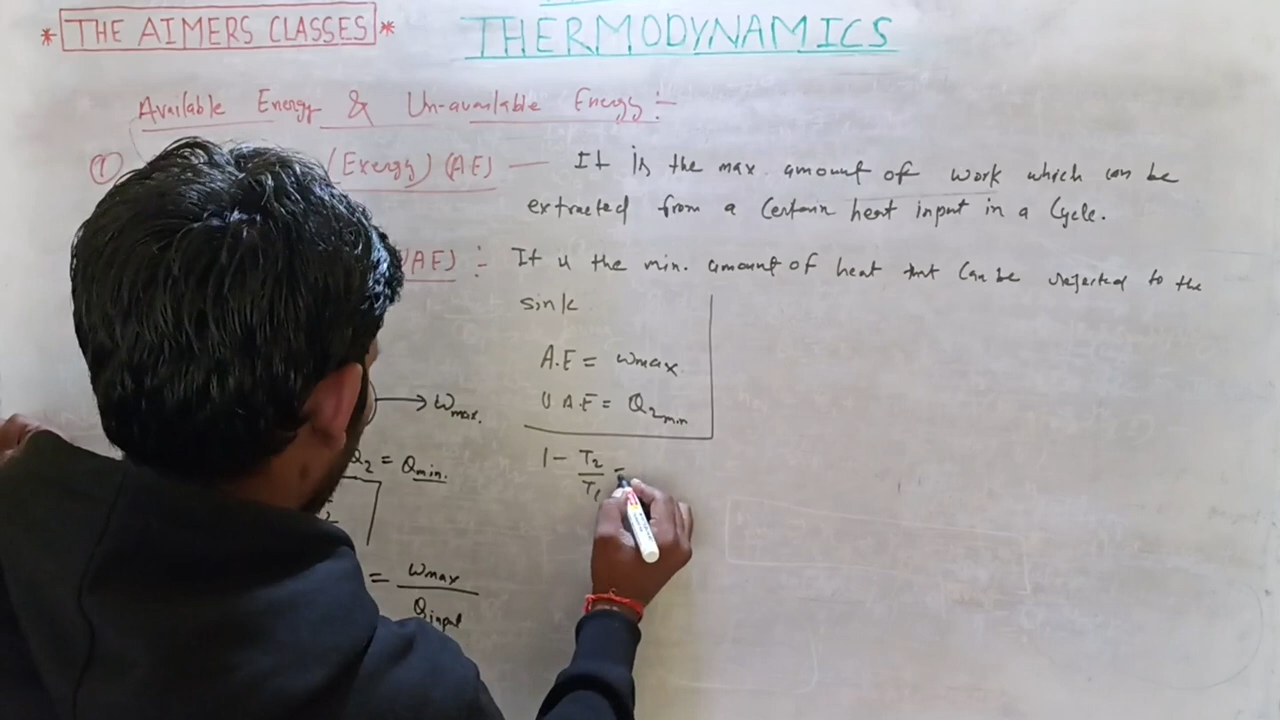 * THE AIMERS CLASSES *
THERMODYNAMICS
Available Energy & Un-available Energy :-
① (Exergy) (AE) — It is the max. amount of work which can be
extracted from a certain heat input in a Cycle.
(AE) :- It is the min. amount of heat that can be rejected to the
sink
A.E = Wmax
U A.E = Q2min
→ Wmax.
Q2 = Qmin.
1 - T2/T1 =
= Wmax/Qinput